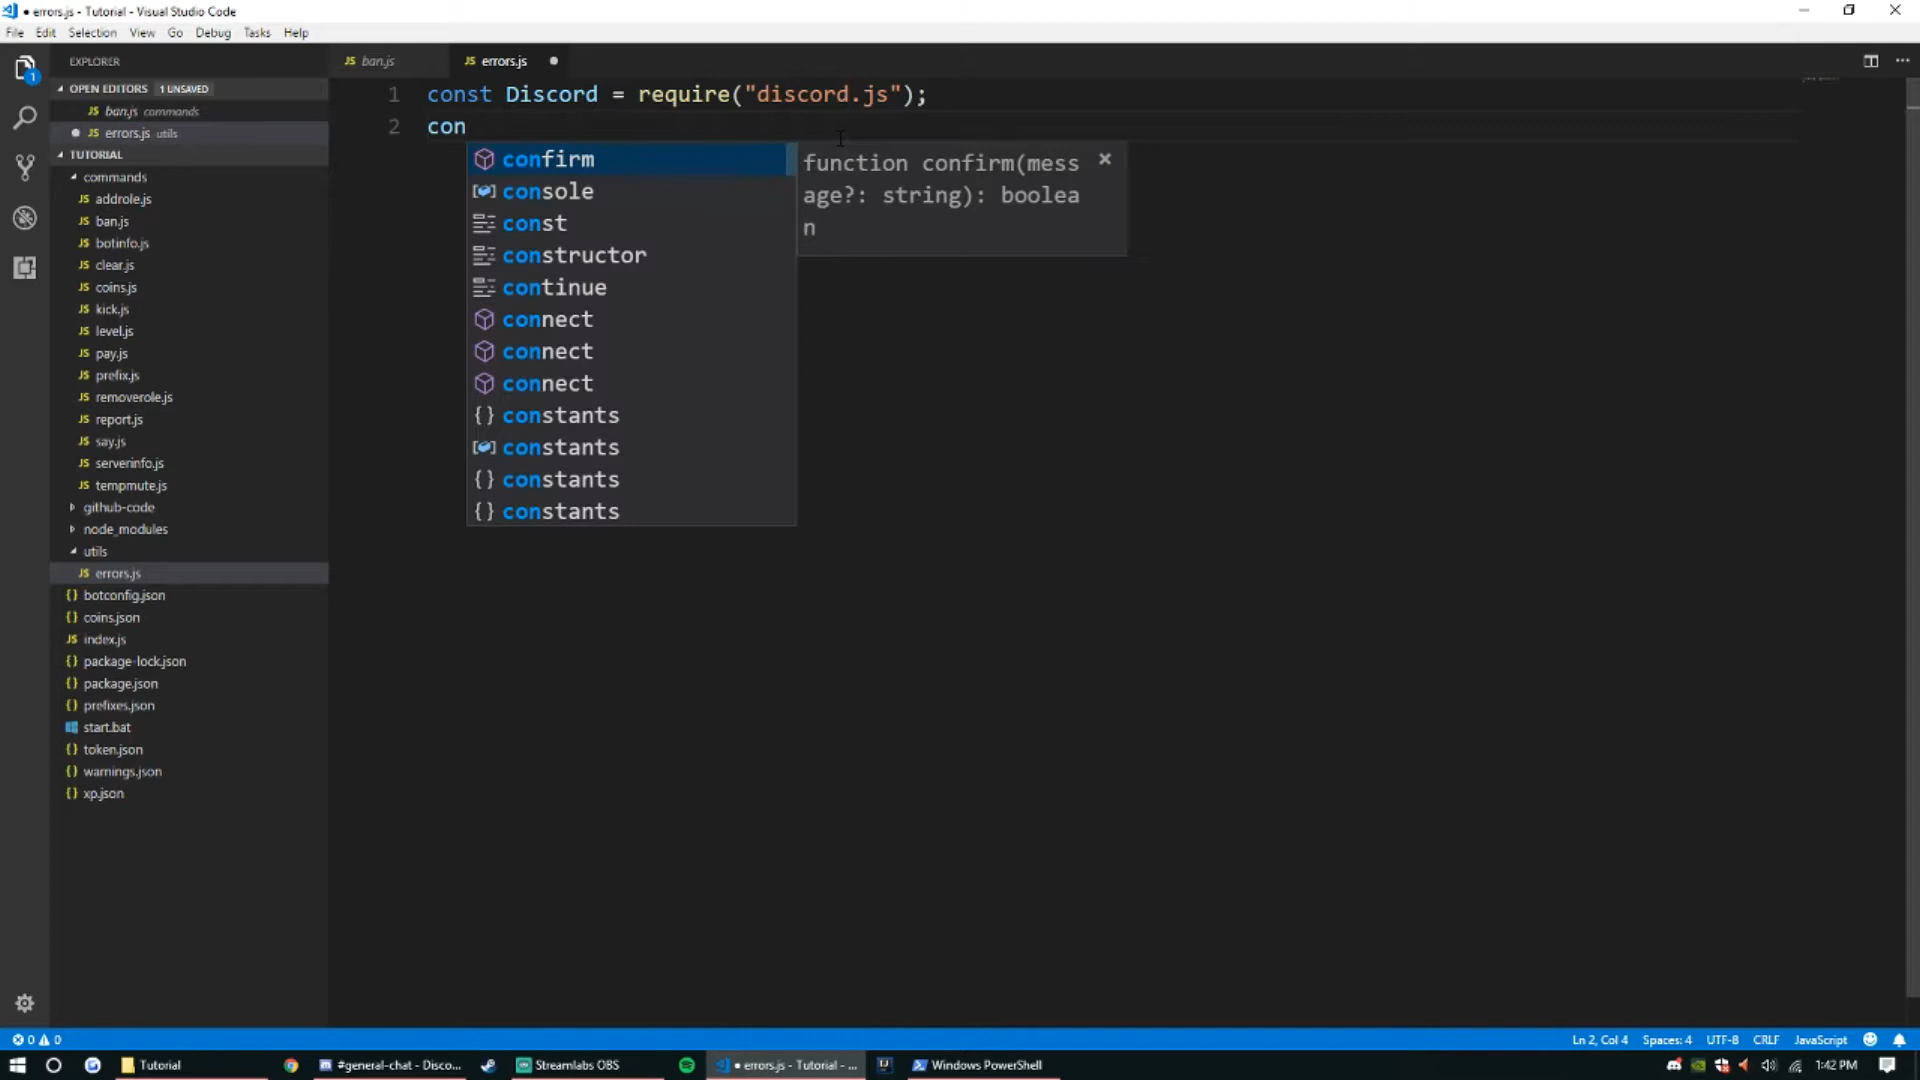 ● errors.js - Tutorial - Visual Studio Code
File Edit Selection View Go Debug Tasks Help
EXPLORER
OPEN EDITORS 1 UNSAVED
JS ban.js commands
● JS errors.js utils
TUTORIAL
commands
JS addrole.js
JS ban.js
JS botinfo.js
JS clear.js
JS coins.js
JS kick.js
JS level.js
JS pay.js
JS prefix.js
JS removerole.js
JS report.js
JS say.js
JS serverinfo.js
JS tempmute.js
github-code
node_modules
utils
JS errors.js
{} botconfig.json
{} coins.json
JS index.js
{} package-lock.json
{} package.json
{} prefixes.json
start.bat
{} token.json
{} warnings.json
{} xp.json
1
JS ban.js
JS errors.js ●
1 const Discord = require("discord.js");
2 con
confirm
console
const
constructor
continue
connect
connect
connect
{} constants
constants
{} constants
{} constants
function confirm(mess
age?: string): boolea
n
0 0
Ln 2, Col 4 Spaces: 4 UTF-8 CRLF JavaScript
Tutorial
#general-chat - Disco...
Streamlabs OBS
● errors.js - Tutorial - ...
Windows PowerShell
1:42 PM